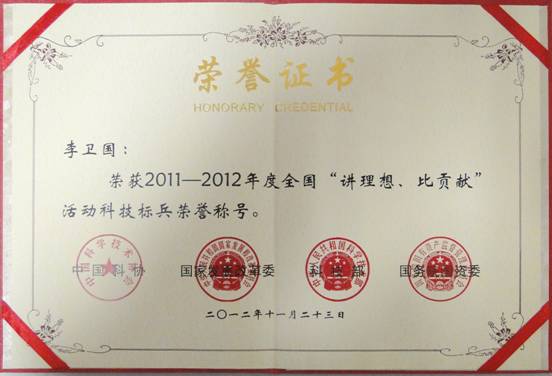 荣誉证书
HONORARY CREDENTIAL
李卫国：
荣获2011—2012年度全国“讲理想、比贡献”
活动科技标兵荣誉称号。
中国科协 国家发展改革委 科技部 国务院国资委
二〇一二年十一月二十三日